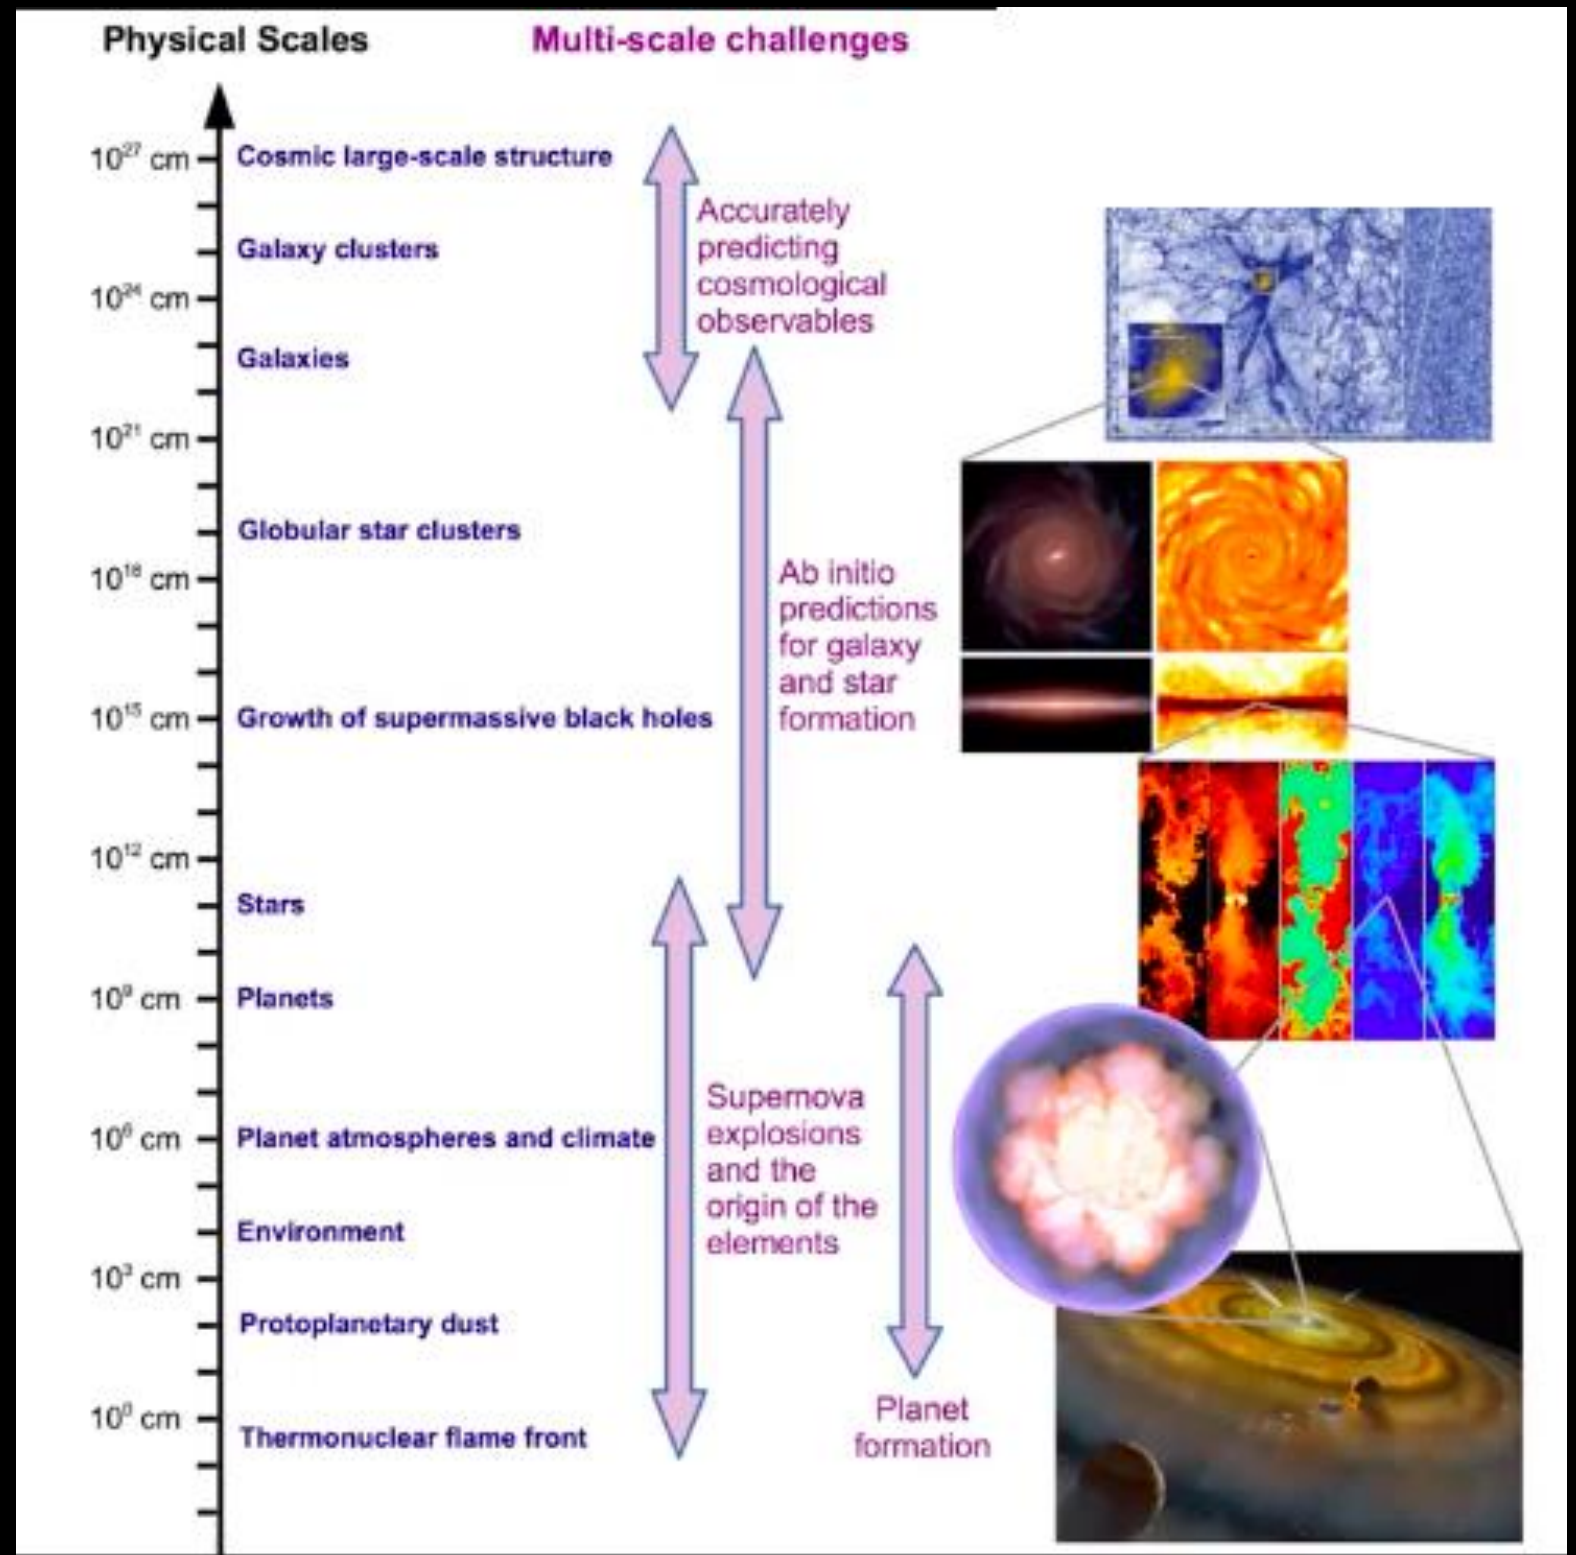 Physical Scales
Multi-scale challenges
10²⁷ cm
Cosmic large-scale structure
Accurately
predicting
cosmological
observables
Galaxy clusters
10²⁴ cm
Galaxies
10²¹ cm
Globular star clusters
10¹⁸ cm
Ab initio
predictions
for galaxy
and star
formation
10¹⁵ cm
Growth of supermassive black holes
10¹² cm
Stars
10⁹ cm
Planets
Supernova
explosions
and the
origin of the
elements
10⁶ cm
Planet atmospheres and climate
Environment
10³ cm
Protoplanetary dust
10⁰ cm
Thermonuclear flame front
Planet
formation